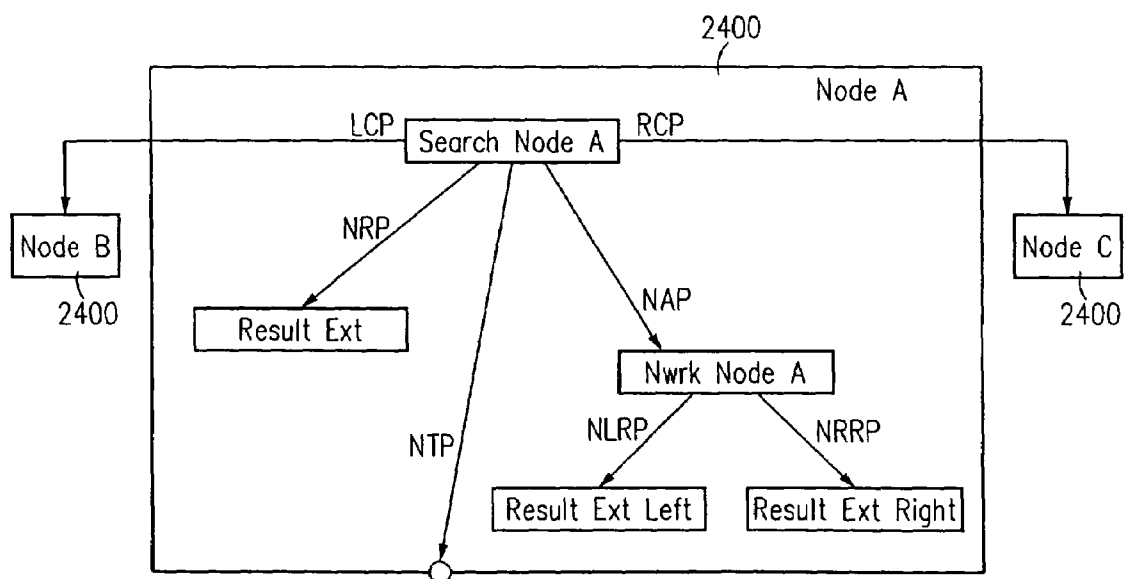 2400
Node A
LCP
Search Node A
RCP
Node B
2400
NRP
NAP
Node C
2400
Result Ext
Nwrk Node A
NTP
NLRP
NRRP
Result Ext Left
Result Ext Right